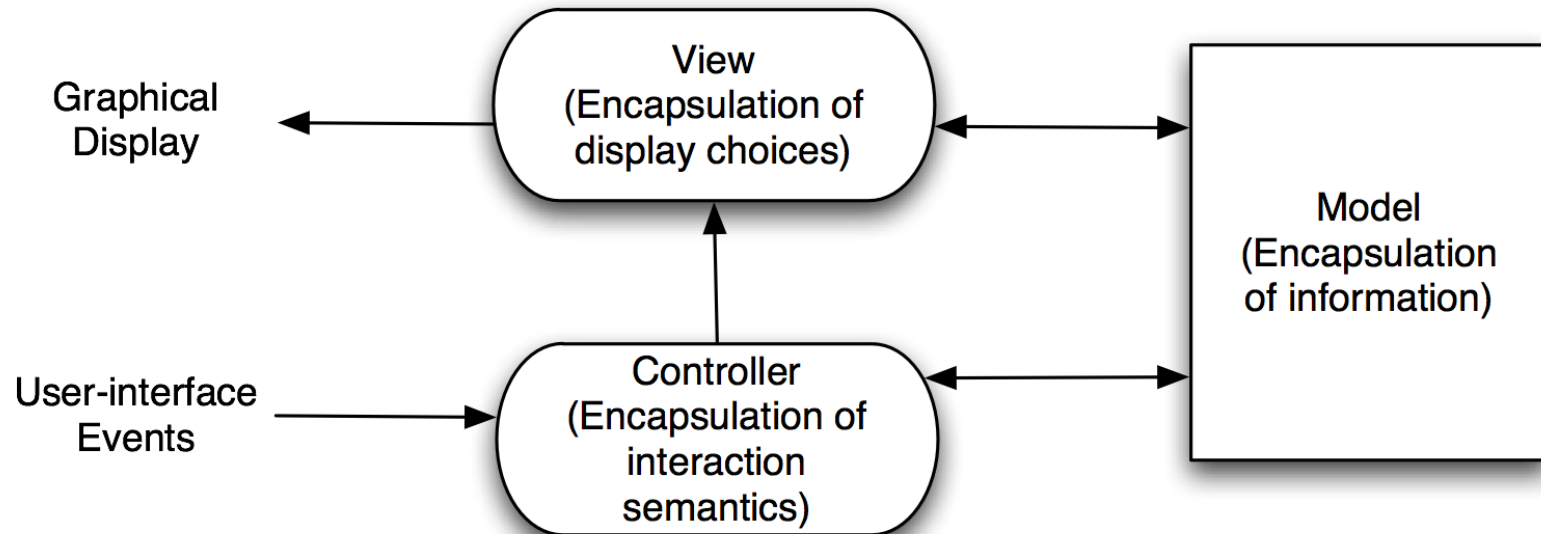 Graphical
Display
View
(Encapsulation of
display choices)
Model
(Encapsulation
of information)
User-interface
Events
Controller
(Encapsulation of
interaction
semantics)